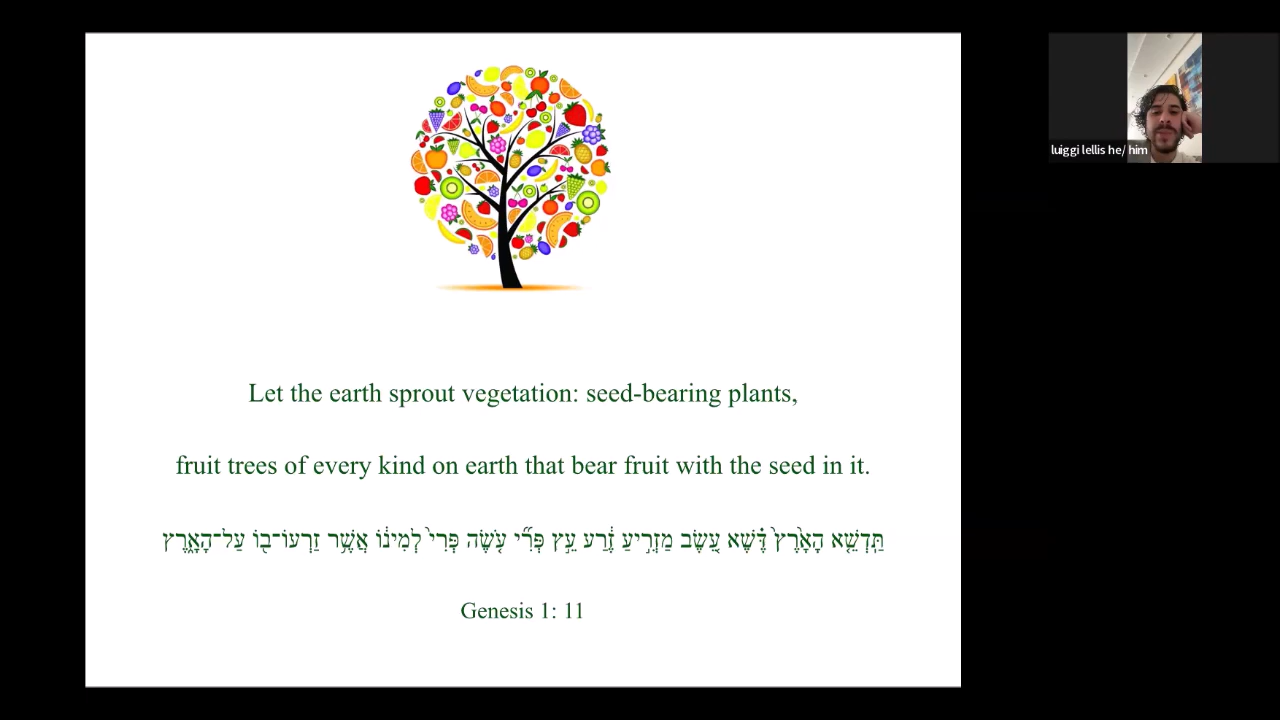 Let the earth sprout vegetation: seed-bearing plants,
fruit trees of every kind on earth that bear fruit with the seed in it.
תַּֽדְשֵׁ֤א הָאָ֙רֶץ֙ דֶּ֔שֶׁא עֵ֚שֶׂב מַזְרִ֣יעַ זֶ֔רַע עֵ֣ץ פְּרִ֞י עֹ֤שֶׂה פְּרִי֙ לְמִינ֔וֹ אֲשֶׁ֥ר זַרְעוֹ־ב֖וֹ עַל־הָאָ֑רֶץ
Genesis 1: 11
luiggi lellis he/ him